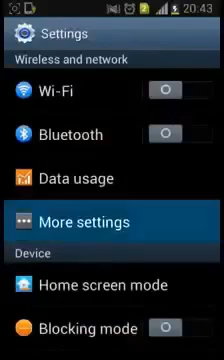 20:43
Settings
Wireless and network
Wi-Fi
Bluetooth
Data usage
More settings
Device
Home screen mode
Blocking mode